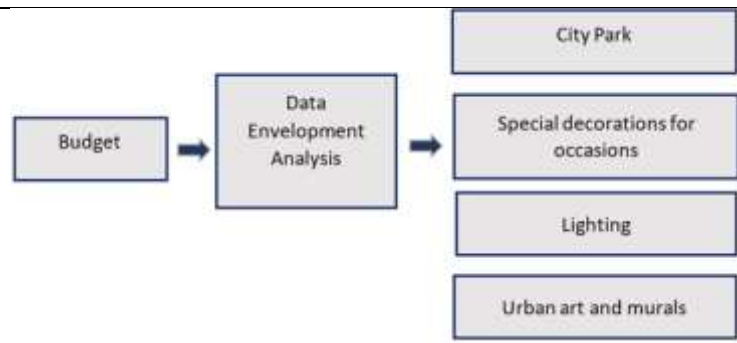 Budget
Data
Envelopment
Analysis
City Park
Special decorations for
occasions
Lighting
Urban art and murals